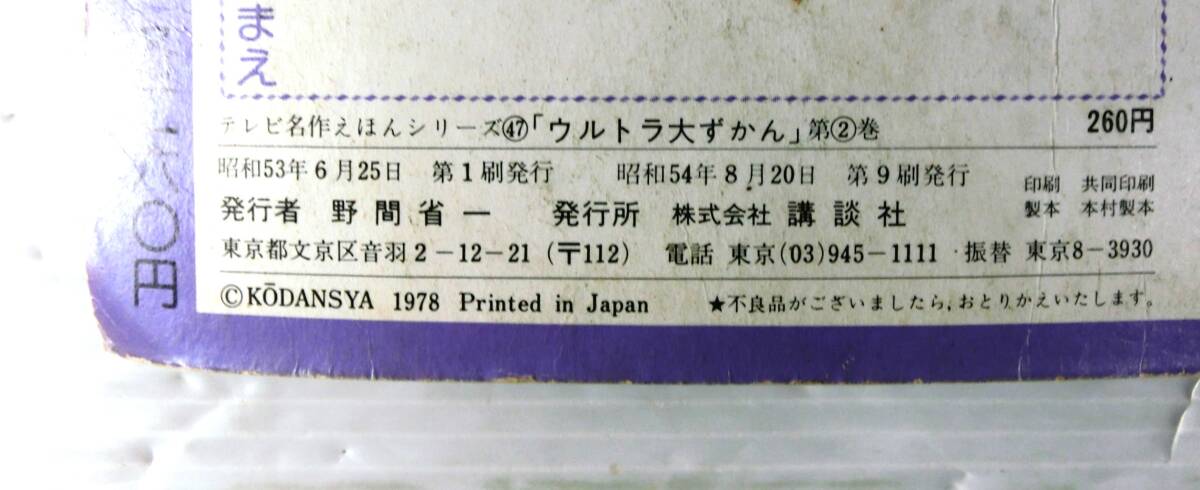 まえ
テレビ名作えほんシリーズ㊼「ウルトラ大ずかん」第②巻 260円
昭和53年6月25日 第1刷発行 昭和54年8月20日 第9刷発行
印刷 共同印刷
製本 本村製本
発行者 野間省一 発行所 株式会社 講談社
東京都文京区音羽2-12-21(〒112) 電話 東京(03)945-1111・振替 東京8-3930
©KŌDANSYA 1978 Printed in Japan ★不良品がございましたら,おとりかえいたします。
〇円